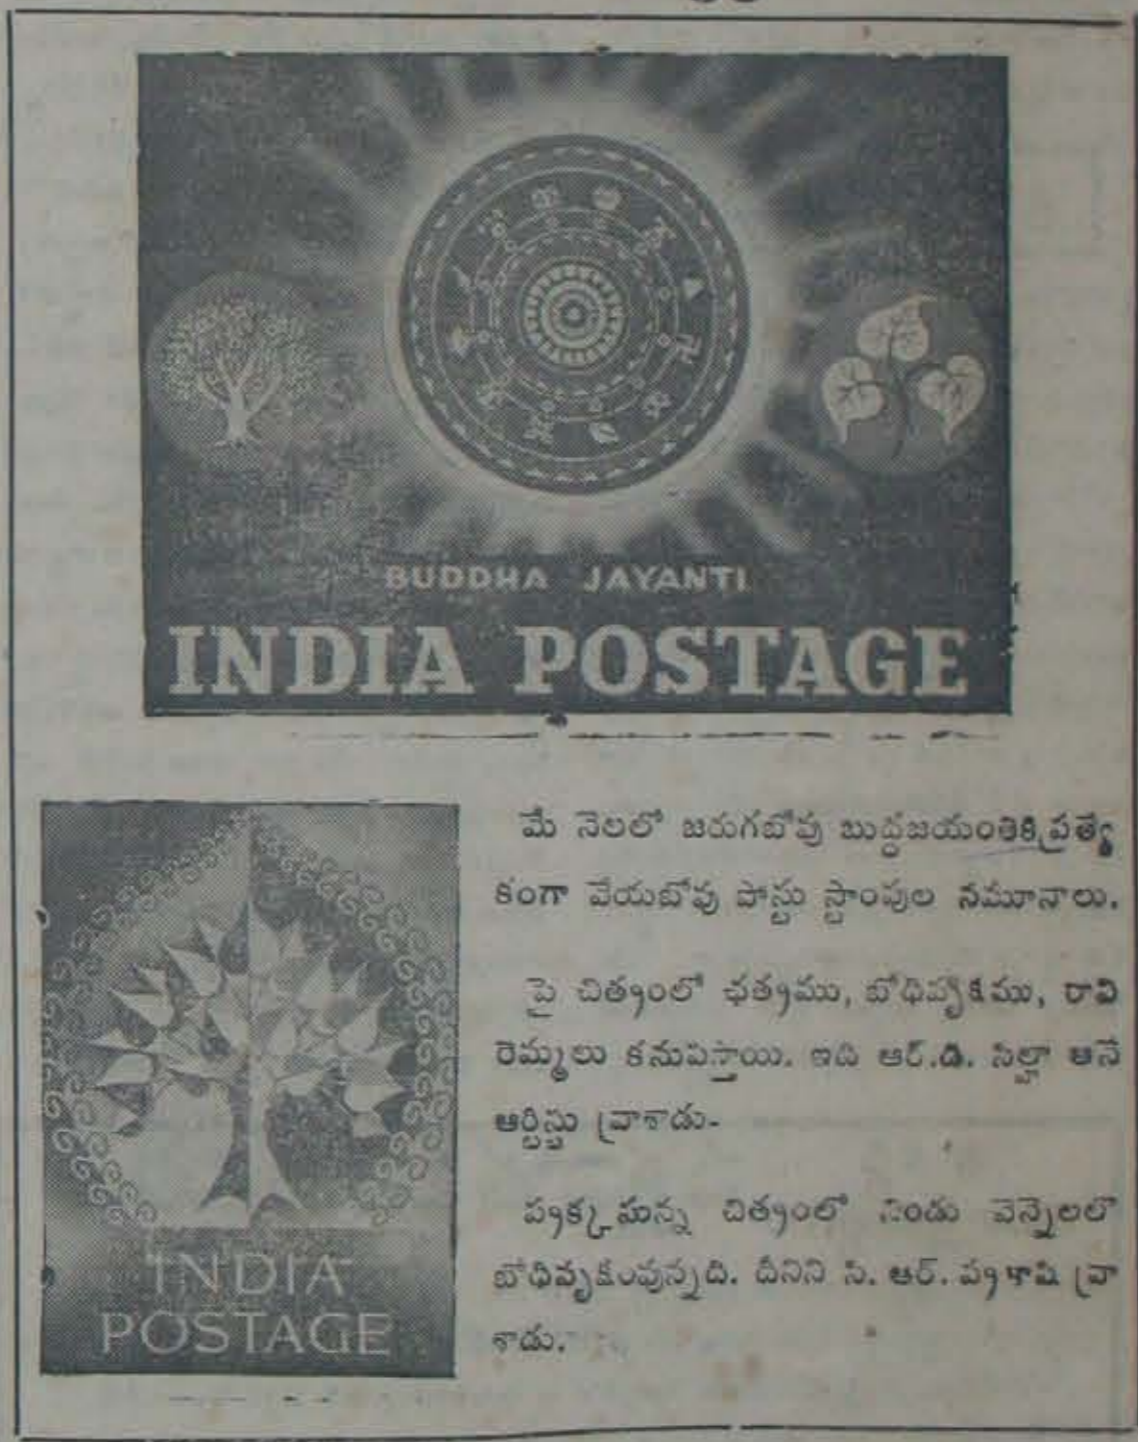 BUDDHA JAYANTI
INDIA POSTAGE
INDIA
POSTAGE
మే నెలలో జరుగబోవు బుద్ధజయంతికి ప్రత్యే
కంగా వేయబోవు పోస్టు స్టాంపుల నమూనాలు.
పై చిత్రంలో ఛత్రము, బోధివృక్షము, రావి
రెమ్మలు కనుపిస్తాయి. ఇది ఆర్.డి. సిల్హా అనే
ఆర్టిస్టు వ్రాశాడు-
ప్రక్కనున్న చిత్రంలో నిండు వెన్నెలలో
బోధివృక్షంవున్నది. దీనిని సి. ఆర్. ప్రకాషి వ్రా
శాడు.